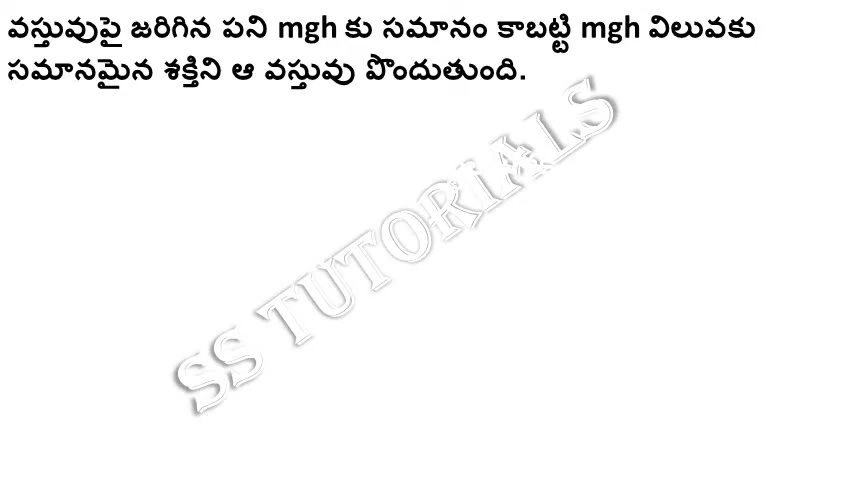 వస్తువుపై జరిగిన పని mgh కు సమానం కాబట్టి mgh విలువకు
సమానమైన శక్తిని ఆ వస్తువు పొందుతుంది.
SS TUTORIALS